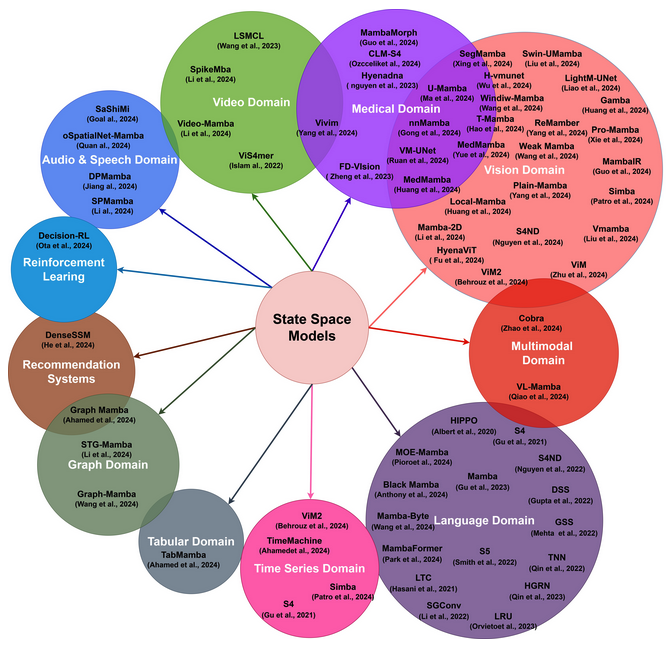 LSMCL
(Wang et al., 2023)
SpikeMba
(Li et al., 2024)
Video Domain
Video-Mamba
(Li et al., 2024)
ViS4mer
(Islam et al., 2022)
Vivim
(Yang et al., 2024)
MambaMorph
(Guo et al., 2024)
CLM-S4
(Ozcceliket al., 2024)
Hyenadna
( nguyen et al., 2023)
U-Mamba
(Ma et al., 2024)
Medical Domain
nnMamba
(Gong et al., 2024)
VM-UNet
(Ruan et al., 2024)
FD-VIsion
( Zheng et al., 2023)
MedMamba
(Huang et al., 2024)
SegMamba
(Xing et al., 2024)
H-vmunet
(Wu et al., 2024)
Windiw-Mamba
(Wang et al., 2024)
T-Mamba
(Hao et al., 2024)
MedMamba
(Yue et al., 2024)
Swin-UMamba
(Liu et al., 2024)
LightM-UNet
(Liao et al., 2024)
Gamba
(Huang et al., 2024)
ReMamber
(Yang et al., 2024)
Pro-Mamba
(Xie et al., 2024)
Weak Mamba
(Wang et al., 2024)
MambaIR
(Guo et al., 2024)
Vision Domain
Plain-Mamba
(Yang et al., 2024)
Simba
(Patro et al., 2024)
Local-Mamba
(Huang et al., 2024)
Mamba-2D
(Li et al., 2024)
S4ND
(Nguyen et al., 2024)
Vmamba
(Liu et al., 2024)
HyenaViT
( Fu et al., 2024)
ViM2
(Behrouz et al., 2024)
ViM
(Zhu et al., 2024)
SaShiMi
(Goal et al., 2024)
oSpatialNet-Mamba
(Quan et al., 2024)
Audio & Speech Domain
DPMamba
(Jiang et al., 2024)
SPMamba
(Li al., 2024)
Decision-RL
(Ota et al., 2024)
Reinforcement
Learing
State Space
Models
DenseSSM
(He et al., 2024)
Recommendation
Systems
Cobra
(Zhao et al., 2024)
Multimodal
Domain
VL-Mamba
(Qiao et al., 2024)
Graph Mamba
(Ahamed et al., 2024)
STG-Mamba
(Li et al., 2024)
Graph Domain
Graph-Mamba
(Wang et al., 2024)
Tabular Domain
TabMamba
(Ahamed et al., 2024)
ViM2
(Behrouz et al., 2024)
TimeMachine
(Ahamedet al., 2024)
Time Series Domain
Simba
(Patro et al., 2024)
S4
(Gu et al., 2021)
HIPPO
(Albert et al., 2020)
S4
Gu et al., 2021)
MOE-Mamba
(Pioroet et al., 2024)
S4ND
(Nguyen et al., 2022)
Mamba
(Gu et al., 2023)
Black Mamba
(Anthony et al., 2024)
DSS
(Gupta et al., 2022)
Mamba-Byte
(Wang et al., 2024)
Language Domain
GSS
(Mehta et al., 2022)
MambaFormer
(Park et al., 2024)
S5
(Smith et al., 2022)
TNN
(Qin et al., 2022)
LTC
(Hasani et al., 2021)
HGRN
(Qin et al., 2023)
SGConv
(Li et al., 2022)
LRU
(Orvietoet al., 2023)